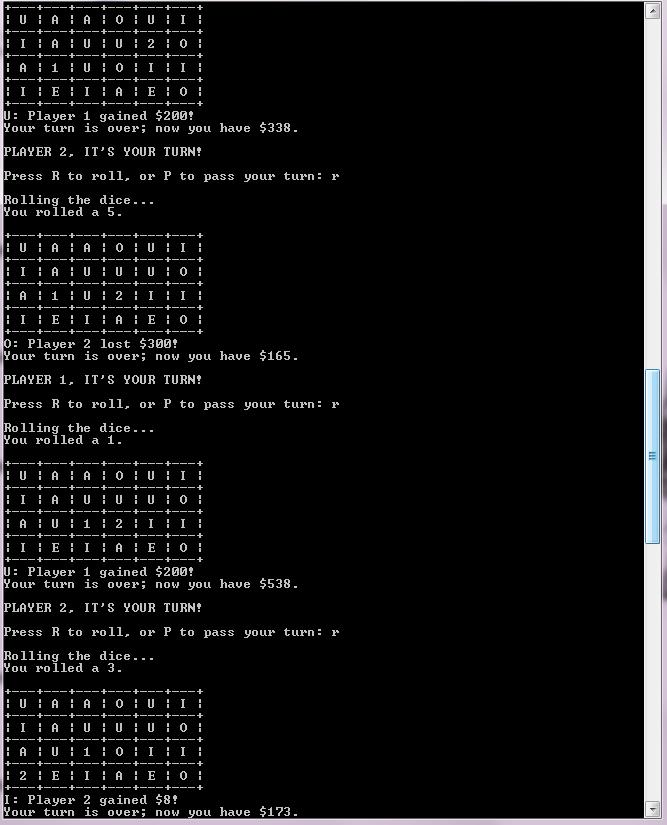 +---+---+---+---+---+---+
¦ U ¦ A ¦ A ¦ O ¦ U ¦ I ¦
+---+---+---+---+---+---+
¦ I ¦ A ¦ U ¦ U ¦ 2 ¦ O ¦
+---+---+---+---+---+---+
¦ A ¦ 1 ¦ U ¦ O ¦ I ¦ I ¦
+---+---+---+---+---+---+
¦ I ¦ E ¦ I ¦ A ¦ E ¦ O ¦
+---+---+---+---+---+---+
U: Player 1 gained $200!
Your turn is over; now you have $338.
PLAYER 2, IT'S YOUR TURN!
Press R to roll, or P to pass your turn: r
Rolling the dice...
You rolled a 5.
+---+---+---+---+---+---+
¦ U ¦ A ¦ A ¦ O ¦ U ¦ I ¦
+---+---+---+---+---+---+
¦ I ¦ A ¦ U ¦ U ¦ U ¦ O ¦
+---+---+---+---+---+---+
¦ A ¦ 1 ¦ U ¦ 2 ¦ I ¦ I ¦
+---+---+---+---+---+---+
¦ I ¦ E ¦ I ¦ A ¦ E ¦ O ¦
+---+---+---+---+---+---+
O: Player 2 lost $300!
Your turn is over; now you have $165.
PLAYER 1, IT'S YOUR TURN!
Press R to roll, or P to pass your turn: r
Rolling the dice...
You rolled a 1.
+---+---+---+---+---+---+
¦ U ¦ A ¦ A ¦ O ¦ U ¦ I ¦
+---+---+---+---+---+---+
¦ I ¦ A ¦ U ¦ U ¦ U ¦ O ¦
+---+---+---+---+---+---+
¦ A ¦ U ¦ 1 ¦ 2 ¦ I ¦ I ¦
+---+---+---+---+---+---+
¦ I ¦ E ¦ I ¦ A ¦ E ¦ O ¦
+---+---+---+---+---+---+
U: Player 1 gained $200!
Your turn is over; now you have $538.
PLAYER 2, IT'S YOUR TURN!
Press R to roll, or P to pass your turn: r
Rolling the dice...
You rolled a 3.
+---+---+---+---+---+---+
¦ U ¦ A ¦ A ¦ O ¦ U ¦ I ¦
+---+---+---+---+---+---+
¦ I ¦ A ¦ U ¦ U ¦ U ¦ O ¦
+---+---+---+---+---+---+
¦ A ¦ U ¦ 1 ¦ O ¦ I ¦ I ¦
+---+---+---+---+---+---+
¦ 2 ¦ E ¦ I ¦ A ¦ E ¦ O ¦
+---+---+---+---+---+---+
I: Player 2 gained $8!
Your turn is over; now you have $173.